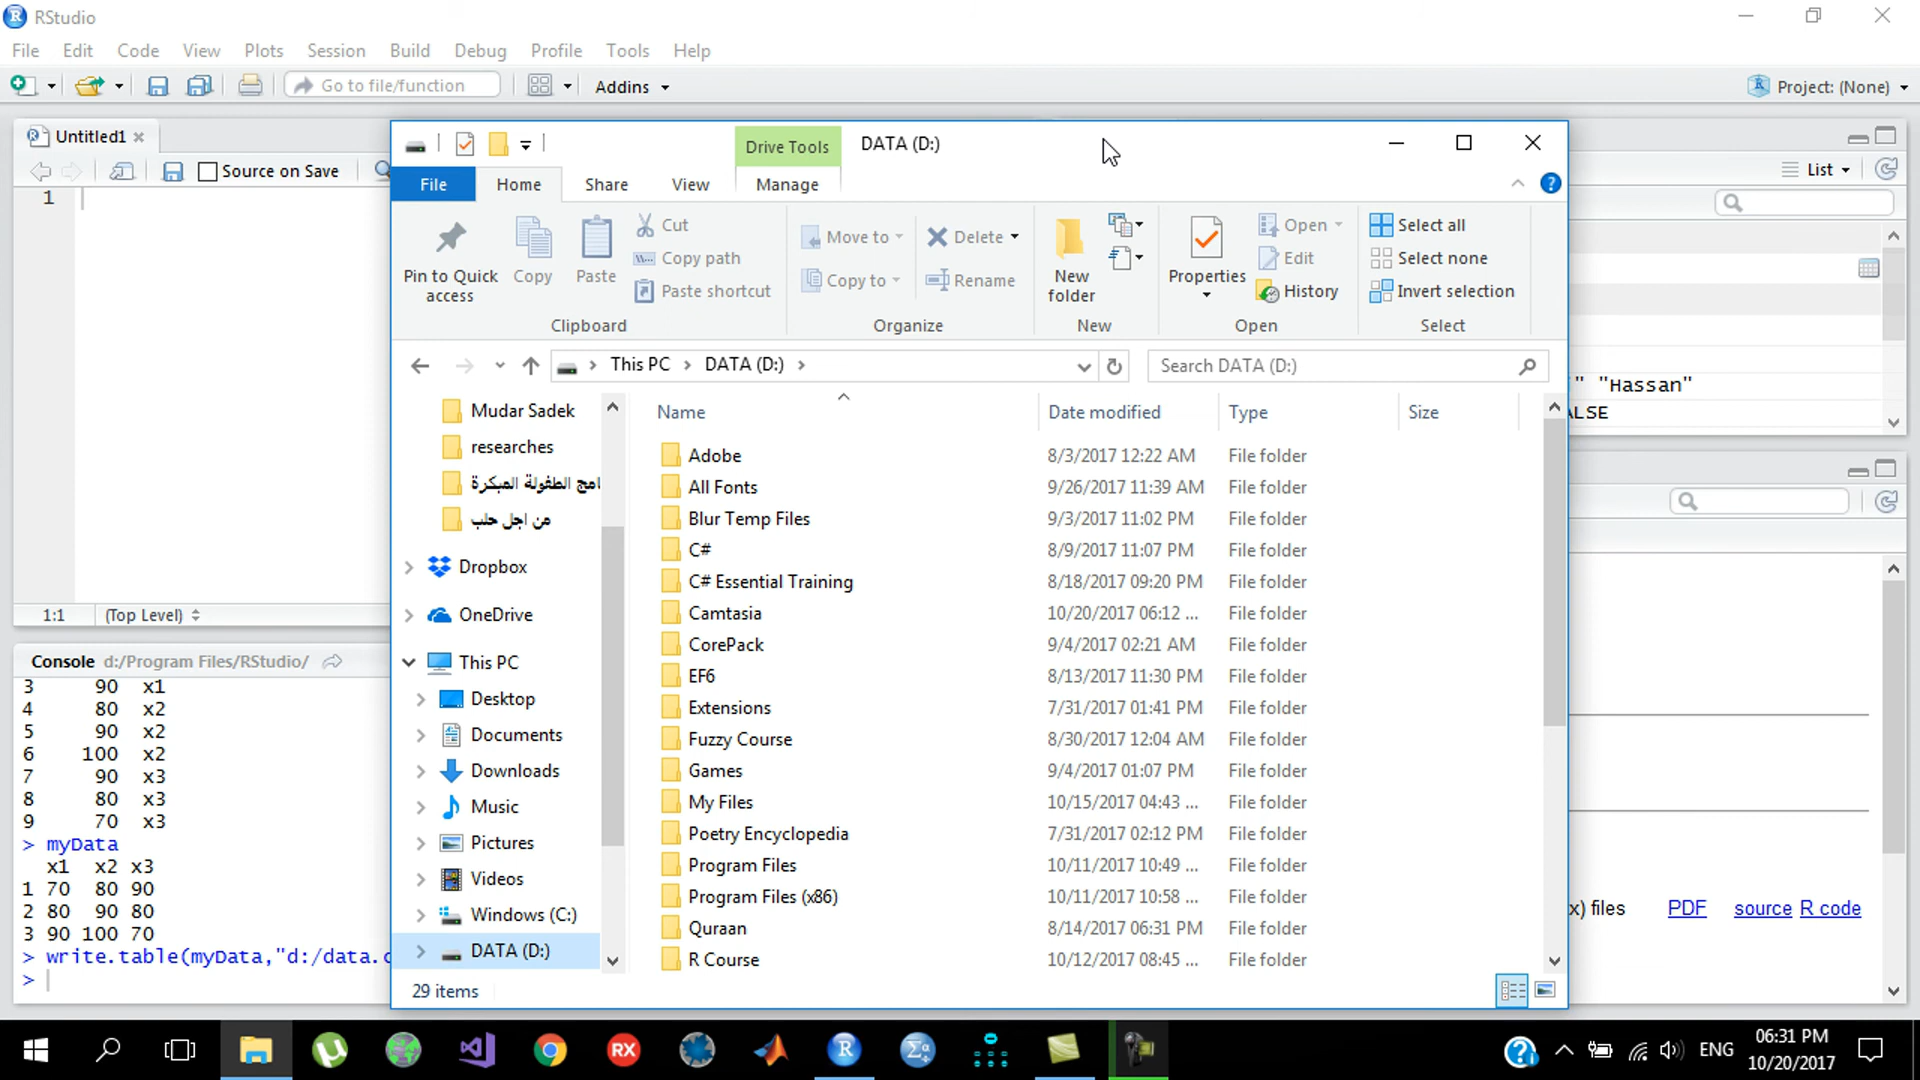 RStudio
File Edit Code View Plots Session Build Debug Profile Tools Help
Go to file/function Addins Project: (None)
Untitled1
Source on Save
1
1:1 (Top Level)
Console d:/Program Files/RStudio/
3 90 x1
4 80 x2
5 90 x2
6 100 x2
7 90 x3
8 80 x3
9 70 x3
> myData
x1 x2 x3
1 70 80 90
2 80 90 80
3 90 100 70
> write.table(myData,"d:/data.
>
Drive Tools DATA (D:)
File Home Share View Manage
Pin to Quick access
Copy
Paste
Cut
Copy path
Paste shortcut
Clipboard
Move to
Copy to
Delete
Rename
Organize
New folder
New
Properties
Open
Edit
History
Open
Select all
Select none
Invert selection
Select
This PC DATA (D:)
Search DATA (D:)
Mudar Sadek
researches
امج الطفولة المبكرة
من اجل حلب
Dropbox
OneDrive
This PC
Desktop
Documents
Downloads
Music
Pictures
Videos
Windows (C:)
DATA (D:)
Name Date modified Type Size
Adobe 8/3/2017 12:22 AM File folder
All Fonts 9/26/2017 11:39 AM File folder
Blur Temp Files 9/3/2017 11:02 PM File folder
C# 8/9/2017 11:07 PM File folder
C# Essential Training 8/18/2017 09:20 PM File folder
Camtasia 10/20/2017 06:12 ... File folder
CorePack 9/4/2017 02:21 AM File folder
EF6 8/13/2017 11:30 PM File folder
Extensions 7/31/2017 01:41 PM File folder
Fuzzy Course 8/30/2017 12:04 AM File folder
Games 9/4/2017 01:07 PM File folder
My Files 10/15/2017 04:43 ... File folder
Poetry Encyclopedia 7/31/2017 02:12 PM File folder
Program Files 10/11/2017 10:49 ... File folder
Program Files (x86) 10/11/2017 10:58 ... File folder
Quraan 8/14/2017 06:31 PM File folder
R Course 10/12/2017 08:45 ... File folder
29 items
List
" "Hassan"
ALSE
x) files PDF source R code
RX
ENG
06:31 PM
10/20/2017